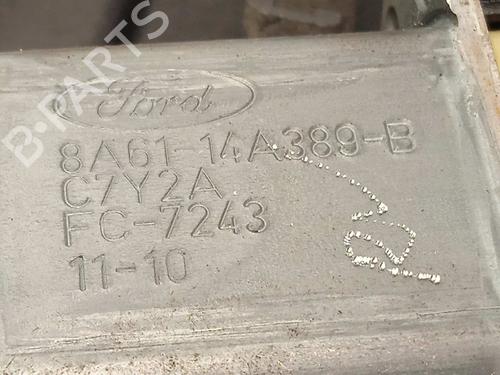 Ford
8A61-14A389-B
C7Y2A
FC-7243
11-10
B-PARTS